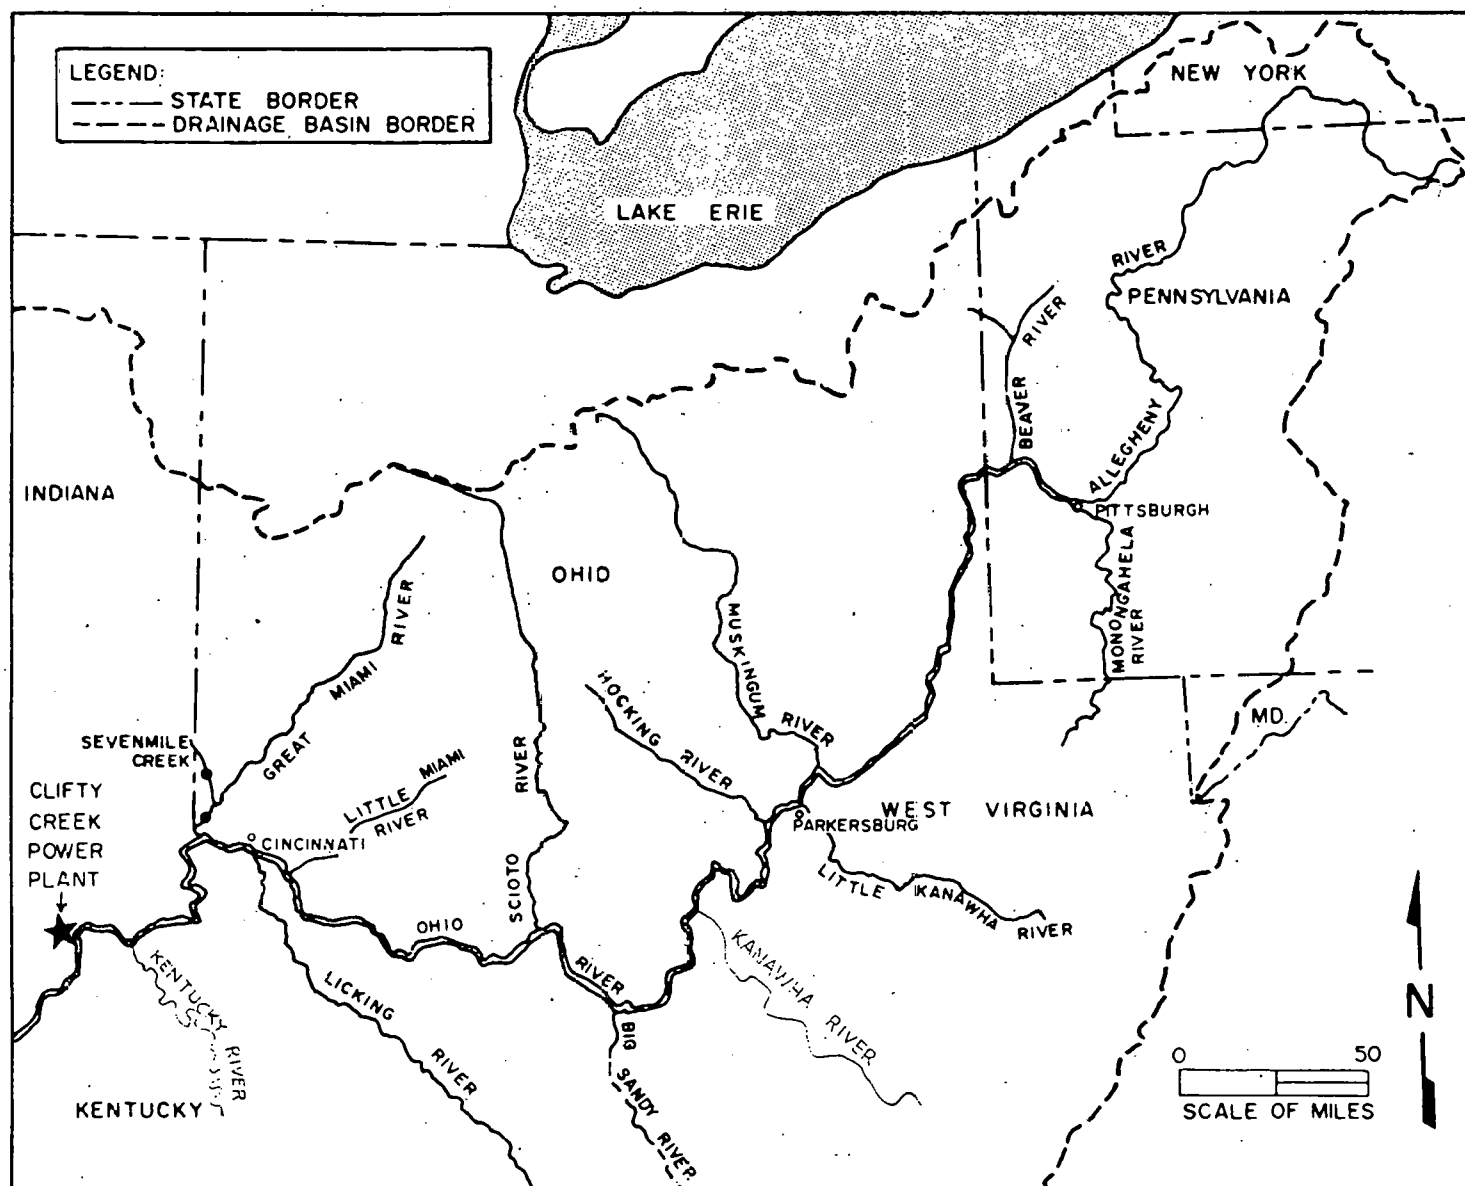 LEGEND:
STATE BORDER
DRAINAGE BASIN BORDER
NEW YORK
LAKE ERIE
RIVER
PENNSYLVANIA
RIVER
BEAVER
ALLEGHENY
INDIANA
PITTSBURGH
OHIO
MONONGAHELA
RIVER
RIVER
MIAMI
GREAT
MUSKINGUM
RIVER
HOCKING
RIVER
MD.
SEVENMILE
CREEK
CLIFTY
CREEK
POWER
PLANT
LITTLE MIAMI
RIVER
RIVER
SCIOTO
CINCINNATI
WEST VIRGINIA
PARKERSBURG
LITTLE KANAWHA RIVER
OHIO
RIVER
KENTUCKY
RIVER
LICKING
RIVER
BIG
SANDY
RIVER
KANAWHA RIVER
KENTUCKY
N
0 50
SCALE OF MILES